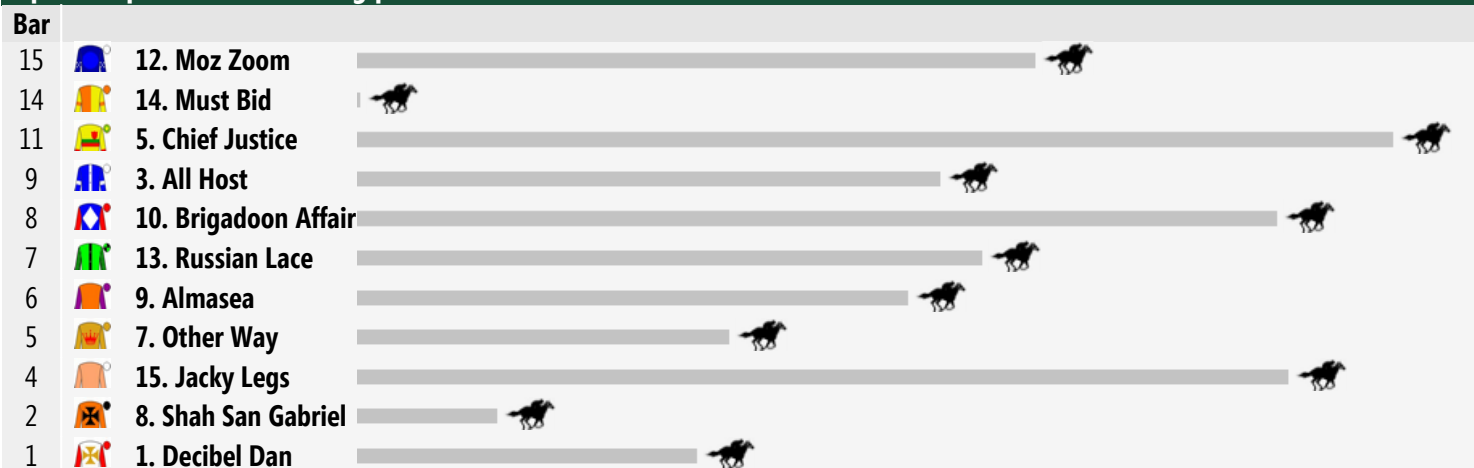 Bar
15 12. Moz Zoom
14 14. Must Bid
11 5. Chief Justice
9 3. All Host
8 10. Brigadoon Affair
7 13. Russian Lace
6 9. Almasea
5 7. Other Way
4 15. Jacky Legs
2 8. Shah San Gabriel
1 1. Decibel Dan